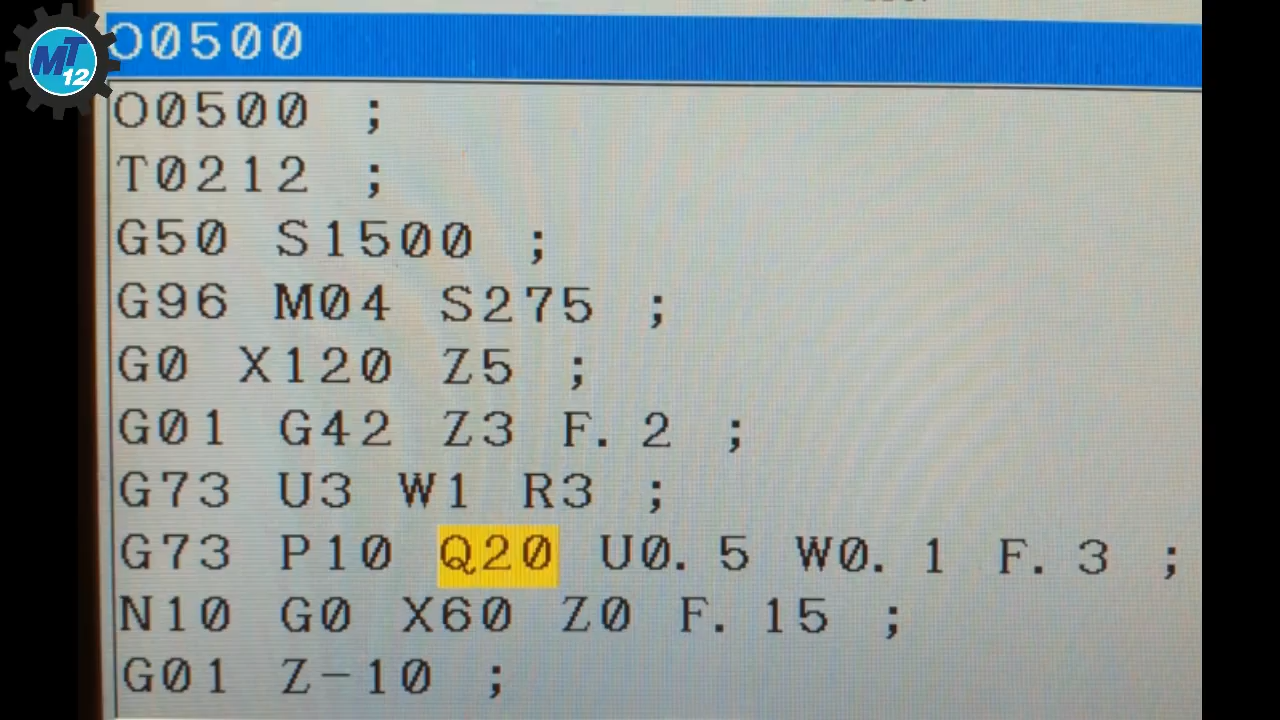 MT
12
O0500
O0500 ;
T0212 ;
G50 S1500 ;
G96 M04 S275 ;
G0 X120 Z5 ;
G01 G42 Z3 F. 2 ;
G73 U3 W1 R3 ;
G73 P10 Q20 U0. 5 W0. 1 F. 3 ;
N10 G0 X60 Z0 F. 15 ;
G01 Z-10 ;